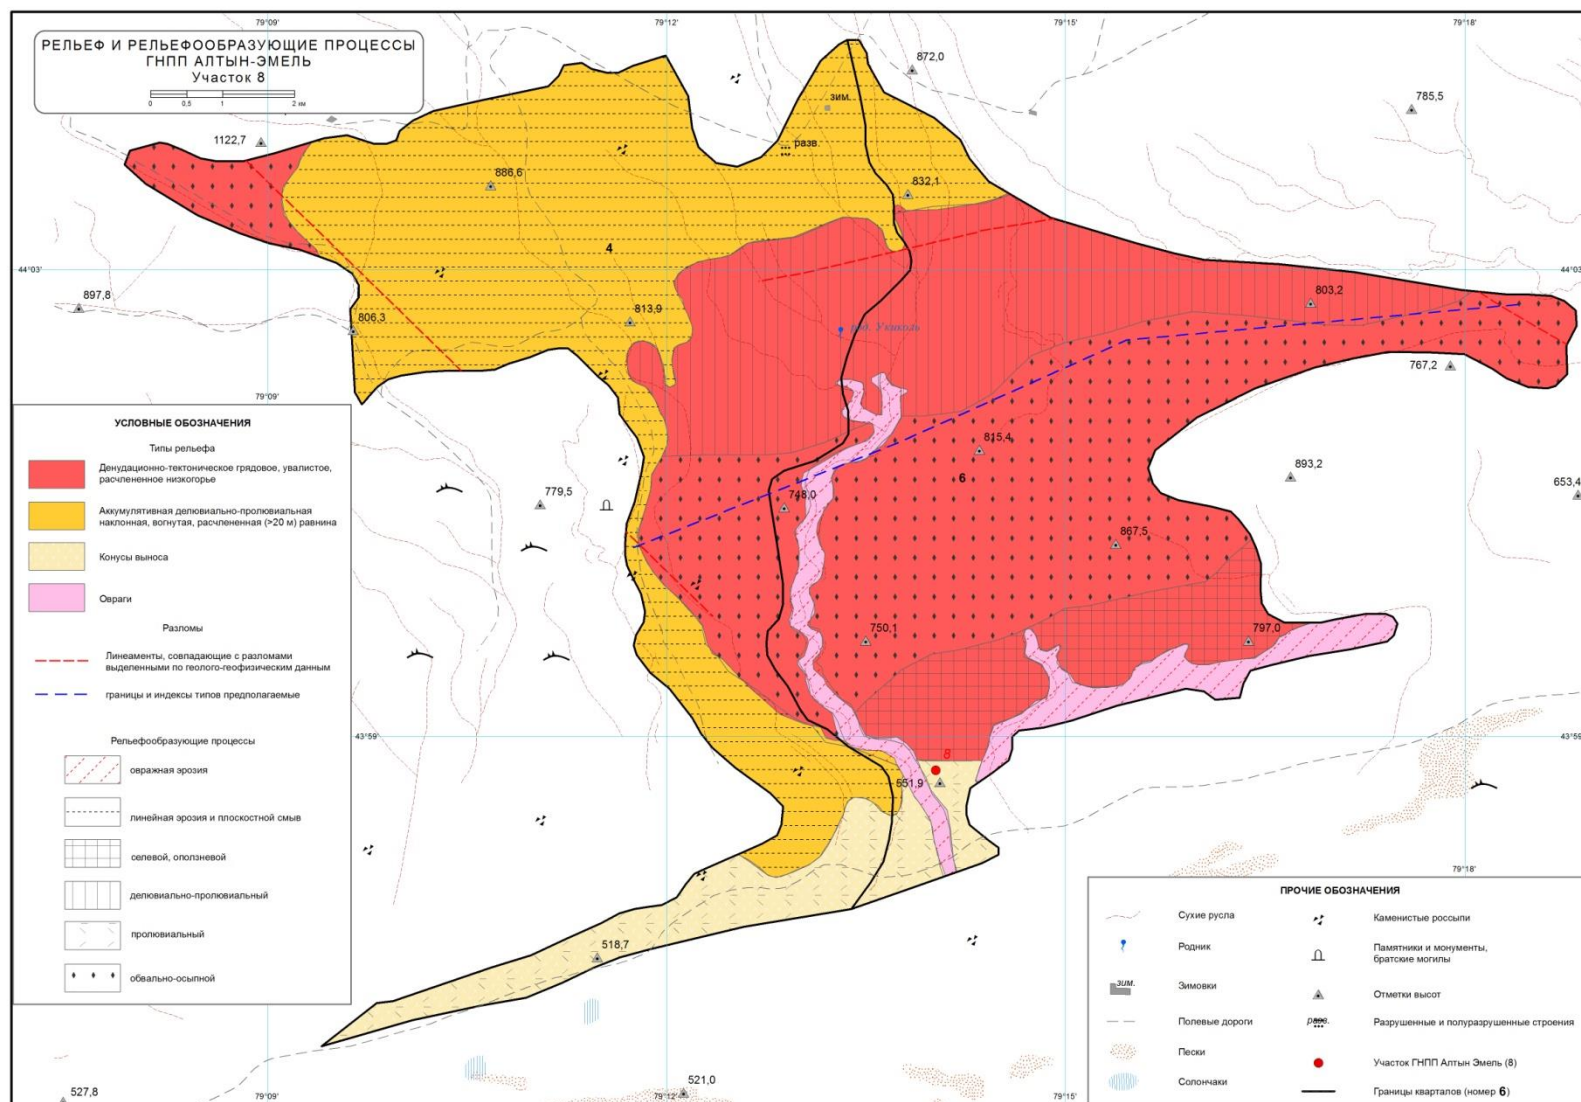 79°09'
79°12'
79°15'
79°18'
РЕЛЬЕФ И РЕЛЬЕФООБРАЗУЮЩИЕ ПРОЦЕССЫ
ГНПП АЛТЫН-ЭМЕЛЬ
Участок 8
0 0,5 1 2 км
872,0
785,5
зим.
1122,7
разв.
886,6
832,1
4
44°03'
44°03'
897,8
803,2
813,9
806,3
род. Укиколь
767,2
79°09'
815,4
6
893,2
653,4
779,5
748,0
867,5
750,1
797,0
43°59'
43°59'
8
551,9
518,7
79°18'
527,8
521,0
79°09'
79°12'
79°15'
УСЛОВНЫЕ ОБОЗНАЧЕНИЯ
Типы рельефа
Денудационно-тектоническое грядовое, увалистое,
расчлененное низкогорье
Аккумулятивная делювиально-пролювиальная
наклонная, вогнутая, расчлененная (>20 м) равнина
Конусы выноса
Овраги
Разломы
Линеаменты, совпадающие с разломами
выделенными по геолого-геофизическим данным
границы и индексы типов предполагаемые
Рельефообразующие процессы
овражная эрозия
линейная эрозия и плоскостной смыв
селевой, оползневой
делювиально-пролювиальный
пролювиальный
обвально-осыпной
ПРОЧИЕ ОБОЗНАЧЕНИЯ
Сухие русла
Родник
зим.
Зимовки
Полевые дороги
Пески
Солончаки
Каменистые россыпи
Памятники и монументы,
братские могилы
Отметки высот
разв.
Разрушенные и полуразрушенные строения
Участок ГНПП Алтын Эмель (8)
Границы кварталов (номер 6)